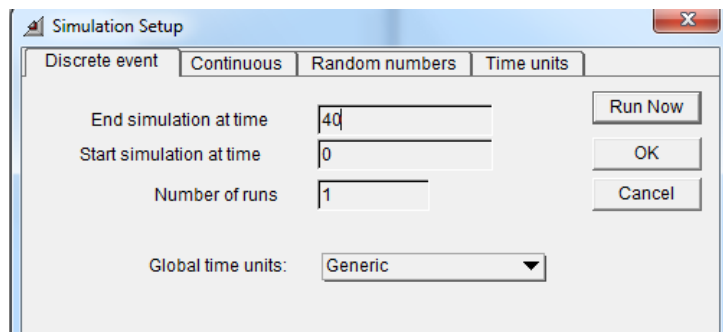 Simulation Setup
X
Discrete event Continuous Random numbers Time units
End simulation at time 40 Run Now
Start simulation at time 0 OK
Number of runs 1 Cancel
Global time units: Generic